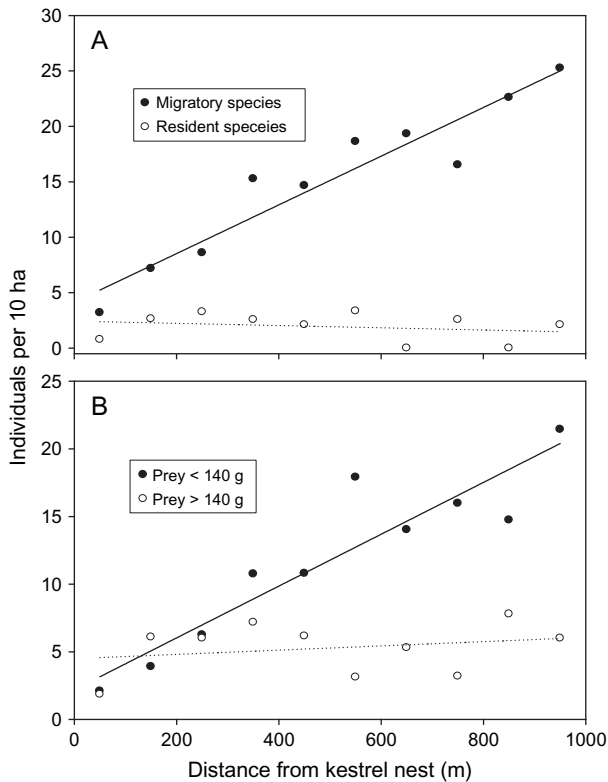 30
A
25
Migratory species
Resident speceies
20
15
10
5
0
Individuals per 10 ha
25
B
20
Prey < 140 g
Prey > 140 g
15
10
5
0
0 200 400 600 800 1000
Distance from kestrel nest (m)